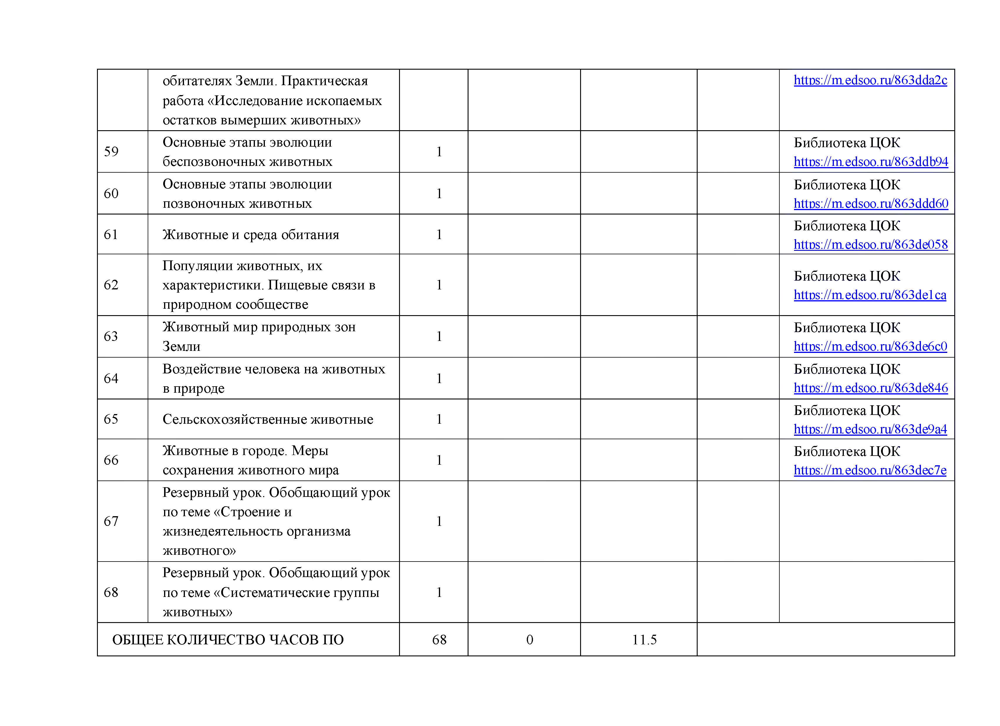 обитателях Земли. Практическая
работа «Исследование ископаемых
остатков вымерших животных»
https://m.edsoo.ru/863dda2c
59
Основные этапы эволюции
беспозвоночных животных
1
Библиотека ЦОК
https://m.edsoo.ru/863ddb94
60
Основные этапы эволюции
позвоночных животных
1
Библиотека ЦОК
https://m.edsoo.ru/863ddd60
61
Животные и среда обитания
1
Библиотека ЦОК
https://m.edsoo.ru/863de058
62
Популяции животных, их
характеристики. Пищевые связи в
природном сообществе
1
Библиотека ЦОК
https://m.edsoo.ru/863de1ca
63
Животный мир природных зон
Земли
1
Библиотека ЦОК
https://m.edsoo.ru/863de6c0
64
Воздействие человека на животных
в природе
1
Библиотека ЦОК
https://m.edsoo.ru/863de846
65
Сельскохозяйственные животные
1
Библиотека ЦОК
https://m.edsoo.ru/863de9a4
66
Животные в городе. Меры
сохранения животного мира
1
Библиотека ЦОК
https://m.edsoo.ru/863dec7e
67
Резервный урок. Обобщающий урок
по теме «Строение и
жизнедеятельность организма
животного»
1
68
Резервный урок. Обобщающий урок
по теме «Систематические группы
животных»
1
ОБЩЕЕ КОЛИЧЕСТВО ЧАСОВ ПО
68
0
11.5